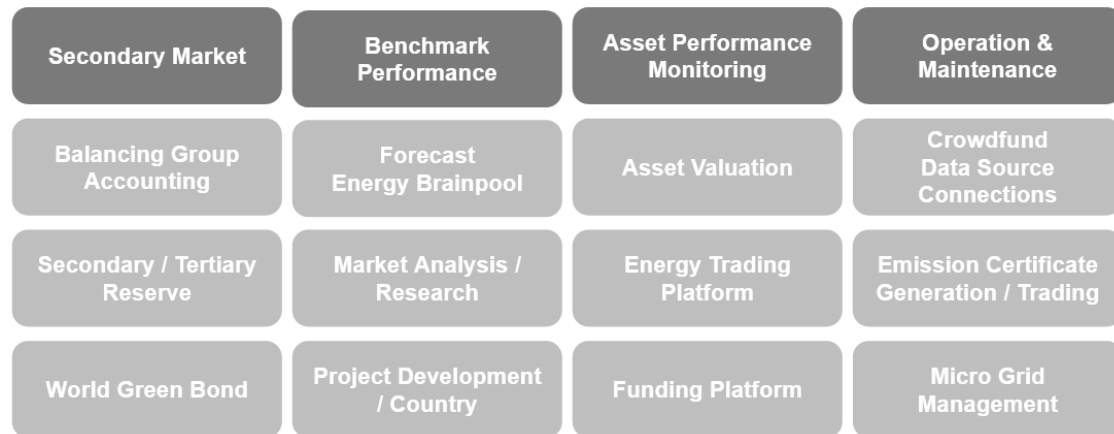 Secondary Market
Benchmark
Performance
Asset Performance
Monitoring
Operation &
Maintenance
Balancing Group
Accounting
Forecast
Energy Brainpool
Asset Valuation
Crowdfund
Data Source
Connections
Secondary / Tertiary
Reserve
Market Analysis /
Research
Energy Trading
Platform
Emission Certificate
Generation / Trading
World Green Bond
Project Development
/ Country
Funding Platform
Micro Grid
Management